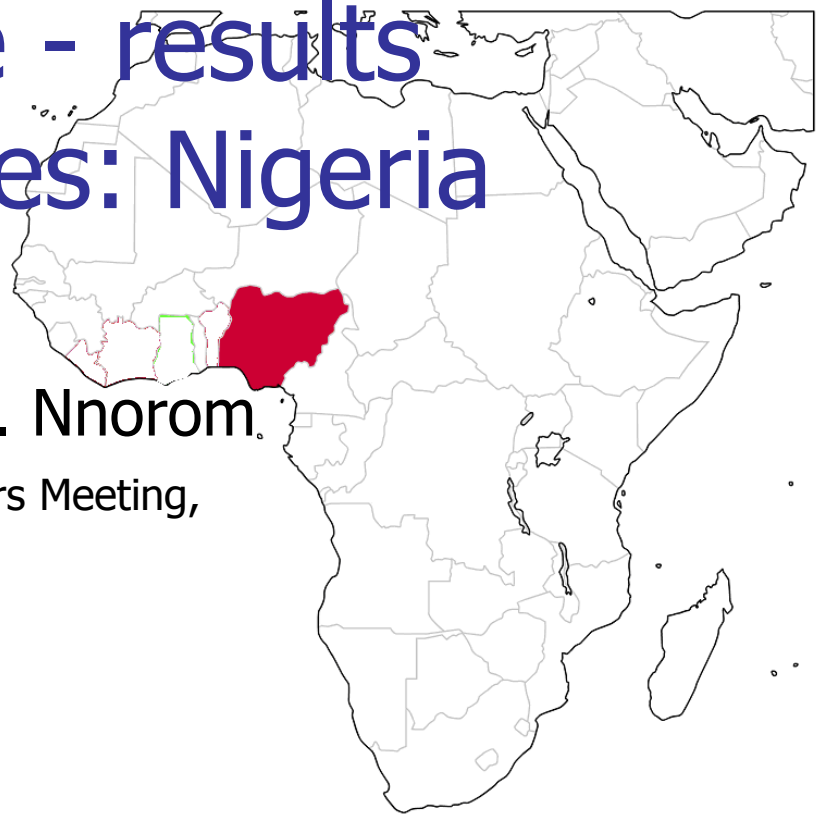 e - results
es: Nigeria
. Nnorom
rs Meeting,